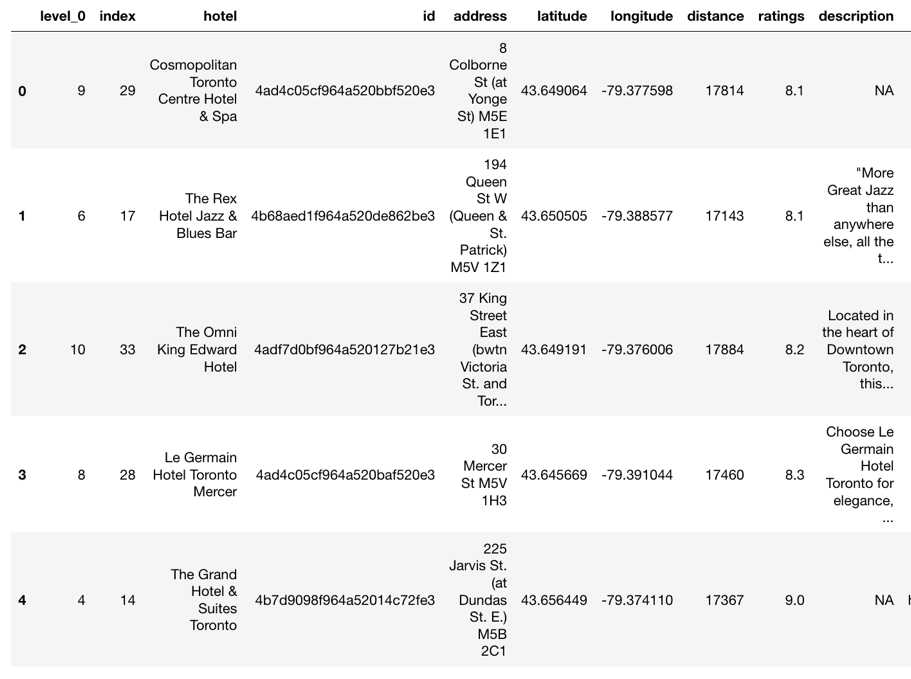 level_0 index hotel id address latitude longitude distance ratings description
0 9 29 Cosmopolitan Toronto Centre Hotel & Spa 4ad4c05cf964a520bbf520e3 8 Colborne St (at Yonge St) M5E 1E1 43.649064 -79.377598 17814 8.1 NA
1 6 17 The Rex Hotel Jazz & Blues Bar 4b68aed1f964a520de862be3 194 Queen St W (Queen & St. Patrick) M5V 1Z1 43.650505 -79.388577 17143 8.1 "More Great Jazz than anywhere else, all the t...
2 10 33 The Omni King Edward Hotel 4adf7d0bf964a520127b21e3 37 King Street East (bwtn Victoria St. and Tor... 43.649191 -79.376006 17884 8.2 Located in the heart of Downtown Toronto, this...
3 8 28 Le Germain Hotel Toronto Mercer 4ad4c05cf964a520baf520e3 30 Mercer St M5V 1H3 43.645669 -79.391044 17460 8.3 Choose Le Germain Hotel Toronto for elegance, ...
4 4 14 The Grand Hotel & Suites Toronto 4b7d9098f964a52014c72fe3 225 Jarvis St. (at Dundas St. E.) M5B 2C1 43.656449 -79.374110 17367 9.0 NA